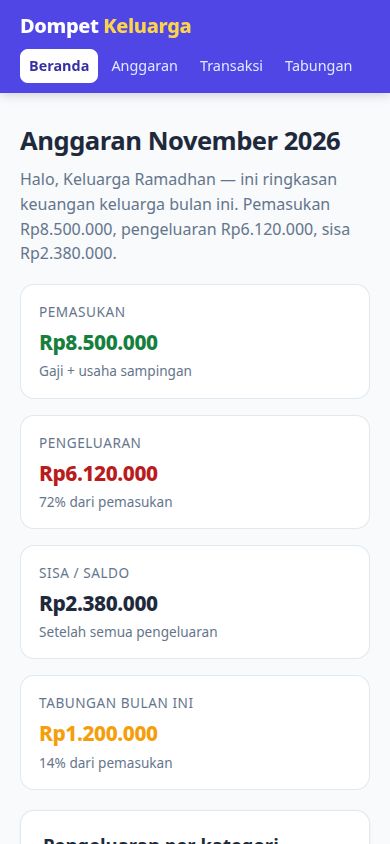 Dompet Keluarga
Beranda Anggaran Transaksi Tabungan
Anggaran November 2026
Halo, Keluarga Ramadhan — ini ringkasan
keuangan keluarga bulan ini. Pemasukan
Rp8.500.000, pengeluaran Rp6.120.000, sisa
Rp2.380.000.
PEMASUKAN
Rp8.500.000
Gaji + usaha sampingan
PENGELUARAN
Rp6.120.000
72% dari pemasukan
SISA / SALDO
Rp2.380.000
Setelah semua pengeluaran
TABUNGAN BULAN INI
Rp1.200.000
14% dari pemasukan
Pengeluaran per kategori